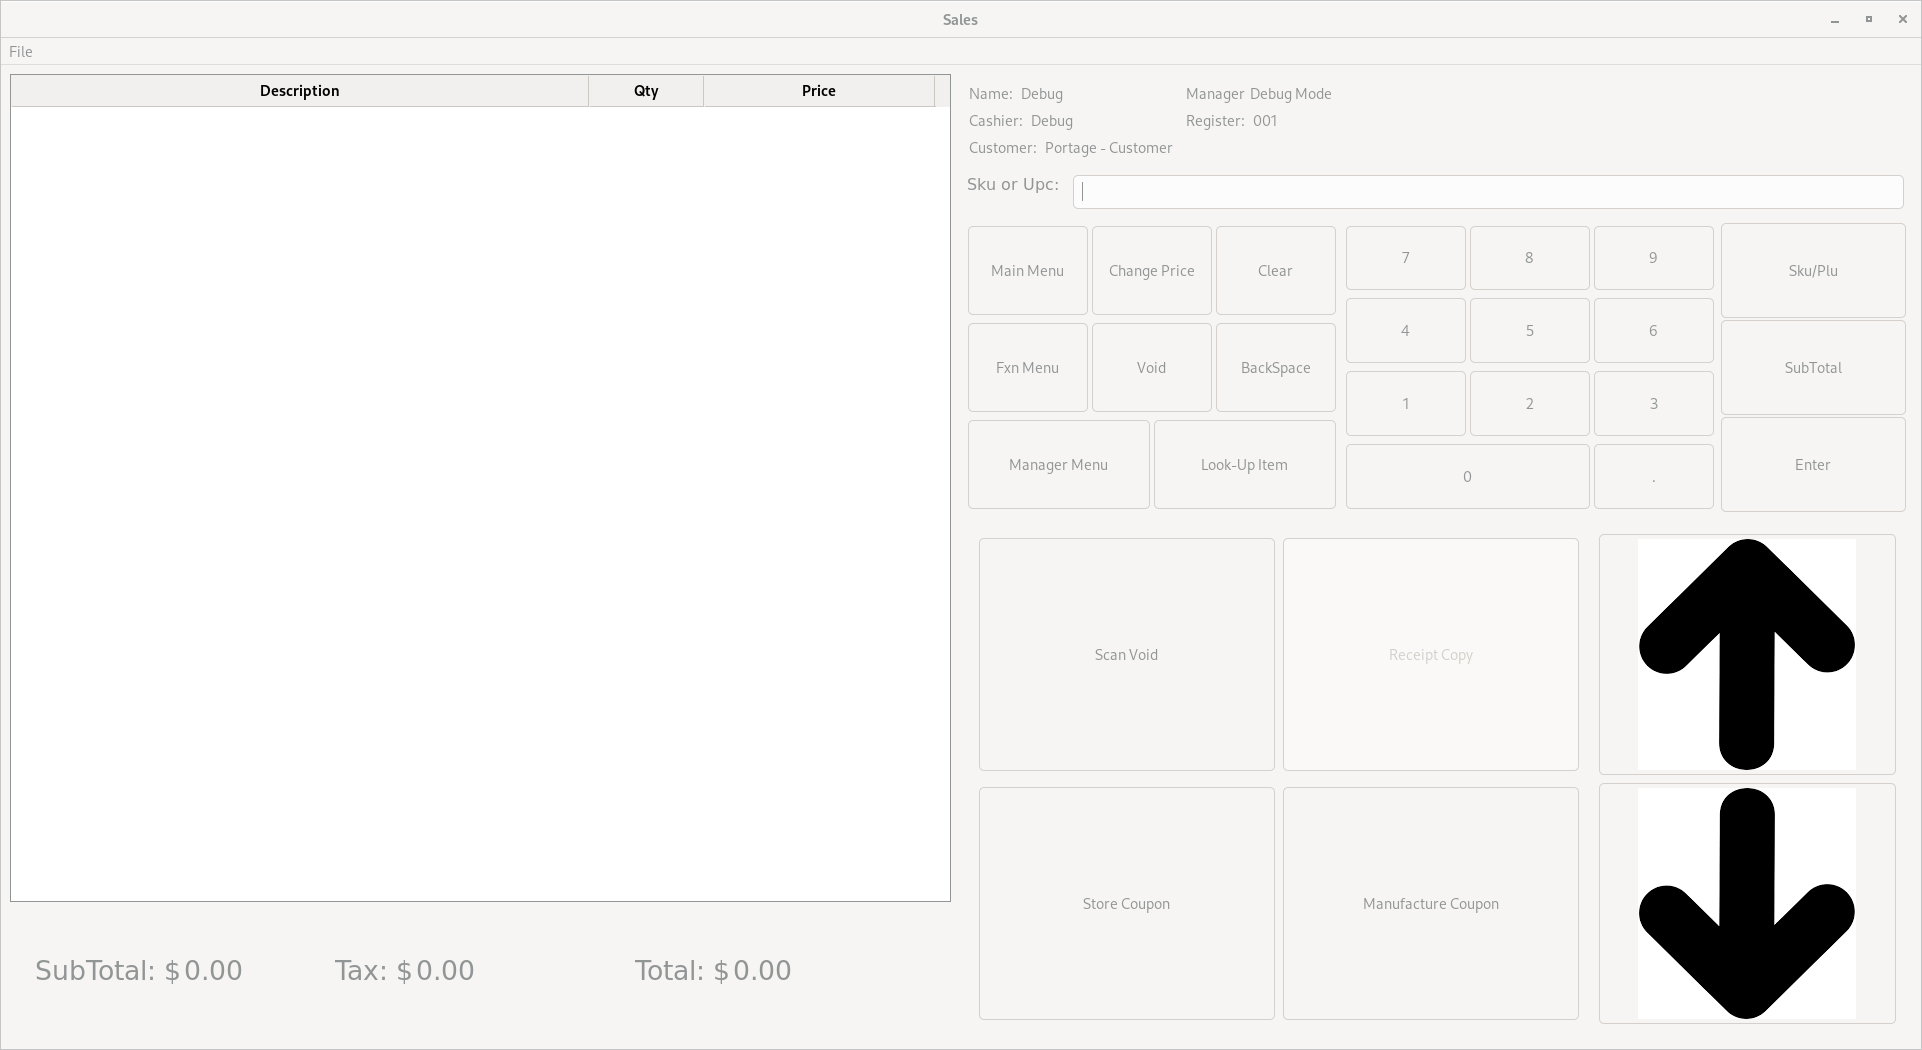 Sales
File
Description Qty Price
Name: Debug Manager Debug Mode
Cashier: Debug Register: 001
Customer: Portage - Customer
Sku or Upc:
Main Menu Change Price Clear 7 8 9 Sku/Plu
4 5 6
Fxn Menu Void BackSpace SubTotal
1 2 3
Manager Menu Look-Up Item Enter
0 .
Scan Void Receipt Copy
Store Coupon Manufacture Coupon
SubTotal: $ 0.00 Tax: $ 0.00 Total: $ 0.00